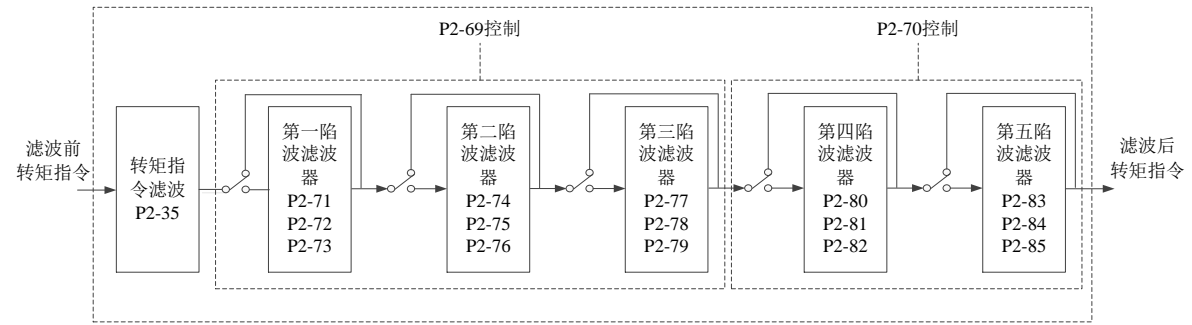 P2-69控制
P2-70控制
滤波前
转矩指令
转矩指
令滤波
P2-35
第一陷
波滤波
器
P2-71
P2-72
P2-73
第二陷
波滤波
器
P2-74
P2-75
P2-76
第三陷
波滤波
器
P2-77
P2-78
P2-79
第四陷
波滤波
器
P2-80
P2-81
P2-82
第五陷
波滤波
器
P2-83
P2-84
P2-85
滤波后
转矩指令